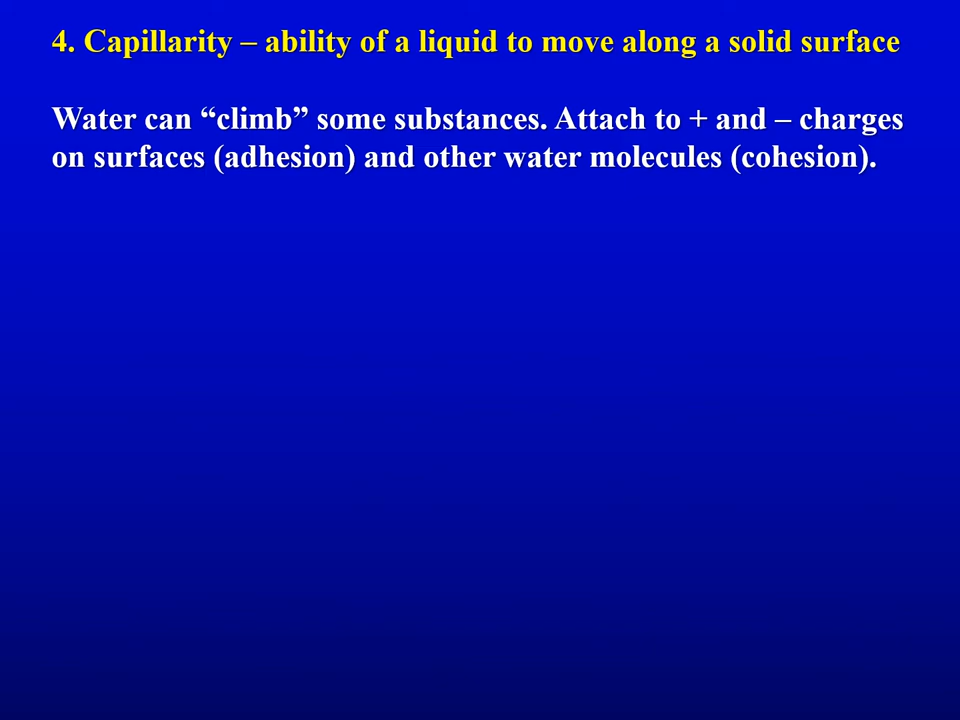 4. Capillarity – ability of a liquid to move along a solid surface
Water can “climb” some substances. Attach to + and – charges
on surfaces (adhesion) and other water molecules (cohesion).